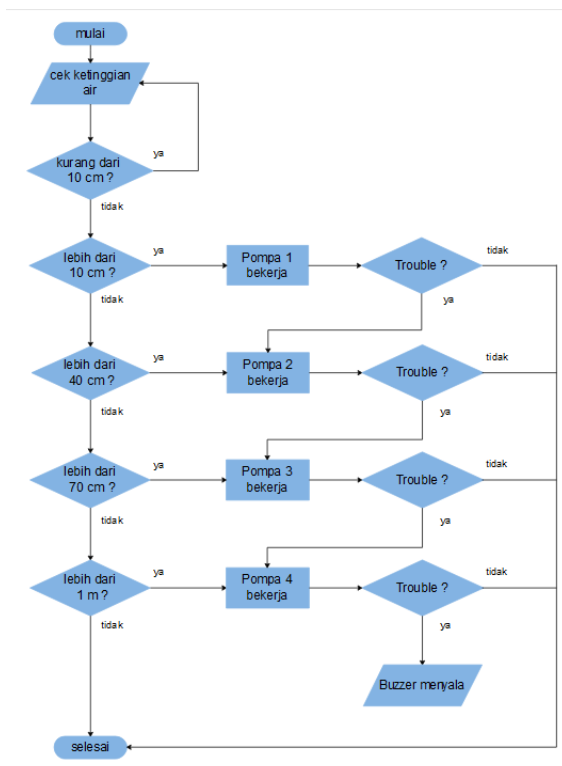 mulai
cek ketinggian
air
ya
kurang dari
10 cm ?
tidak
lebih dari
10 cm ?
ya
Pompa 1
bekerja
Trouble ?
tidak
tidak
ya
lebih dari
40 cm ?
ya
Pompa 2
bekerja
Trouble ?
tidak
tidak
ya
lebih dari
70 cm ?
ya
Pompa 3
bekerja
Trouble ?
tidak
tidak
ya
lebih dari
1 m ?
ya
Pompa 4
bekerja
Trouble ?
tidak
tidak
ya
Buzzer menyala
selesai